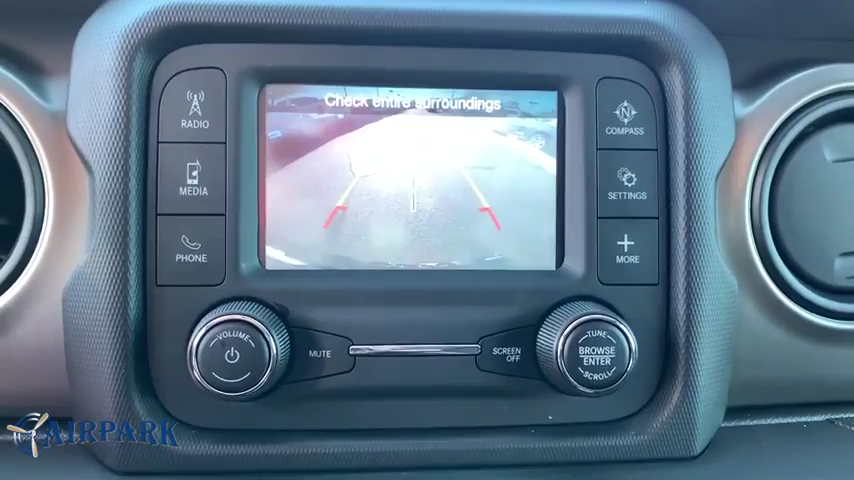 Check entire surroundings
RADIO
MEDIA
PHONE
N
COMPASS
SETTINGS
MORE
VOLUME
MUTE
SCREEN
OFF
TUNE
BROWSE
ENTER
SCROLL
AIRPARK